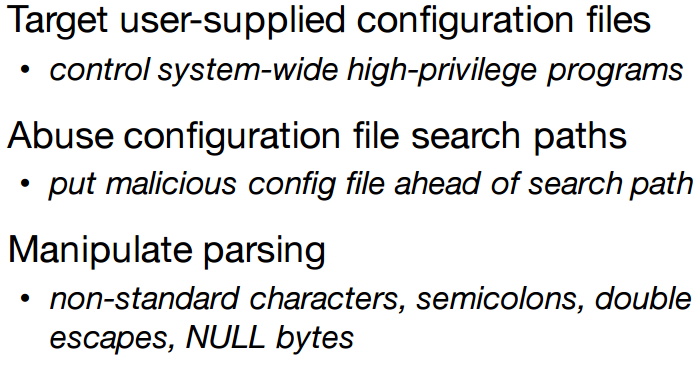 Target user-supplied configuration files
• control system-wide high-privilege programs
Abuse configuration file search paths
• put malicious config file ahead of search path
Manipulate parsing
• non-standard characters, semicolons, double
escapes, NULL bytes